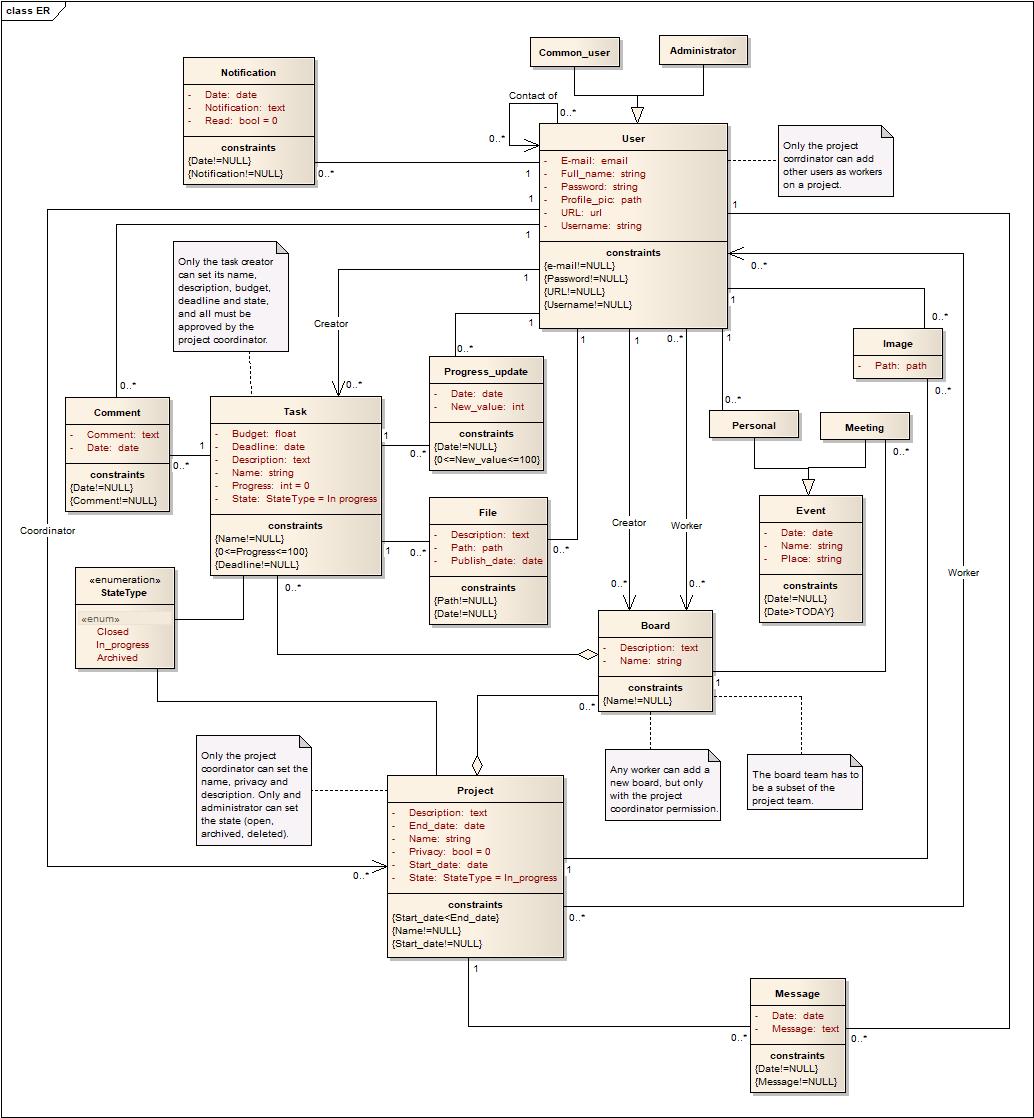 class ER
Common_user
Administrator
Notification
- Date: date
- Notification: text
- Read: bool = 0
constraints
{Date!=NULL}
{Notification!=NULL}
0..*
Contact of
0..*
0..*
User
- E-mail: email
- Full_name: string
- Password: string
- Profile_pic: path
- URL: url
- Username: string
constraints
{e-mail!=NULL}
{Password!=NULL}
{URL!=NULL}
{Username!=NULL}
1
1
1
1
1
1
1
0..*
1
1
1
0..*
Only the project
corrdinator can add
other users as workers
on a project.
Only the task creator
can set its name,
description, budget,
deadline and state,
and all must be
approved by the
project coordinator.
Creator
0..*
0..*
0..*
0..*
Image
- Path: path
0..*
Progress_update
- Date: date
- New_value: int
constraints
{Date!=NULL}
{0<=New_value<=100}
Comment
- Comment: text
- Date: date
constraints
{Date!=NULL}
{Comment!=NULL}
1
0..*
Task
- Budget: float
- Deadline: date
- Description: text
- Name: string
- Progress: int = 0
- State: StateType = In progress
constraints
{Name!=NULL}
{0<=Progress<=100}
{Deadline!=NULL}
1
0..*
1
0..*
0..*
0..*
Personal
Meeting
0..*
Event
- Date: date
- Name: string
- Place: string
constraints
{Date!=NULL}
{Date>TODAY}
File
- Description: text
- Path: path
- Publish_date: date
constraints
{Path!=NULL}
{Date!=NULL}
0..*
Creator
Worker
Coordinator
Worker
«enumeration»
StateType
«enum»
Closed
In_progress
Archived
0..*
0..*
Board
- Description: text
- Name: string
constraints
{Name!=NULL}
1
0..*
Only the project
coordinator can set the
name, privacy and
description. Only and
administrator can set
the state (open,
archived, deleted).
Any worker can add a
new board, but only
with the project
coordinator permission.
The board team has to
be a subset of the
project team.
Project
- Description: text
- End_date: date
- Name: string
- Privacy: bool = 0
- Start_date: date
- State: StateType = In_progress
constraints
{Start_date<End_date}
{Name!=NULL}
{Start_date!=NULL}
0..*
1
0..*
1
Message
- Date: date
- Message: text
constraints
{Date!=NULL}
{Message!=NULL}
0..*
0..*